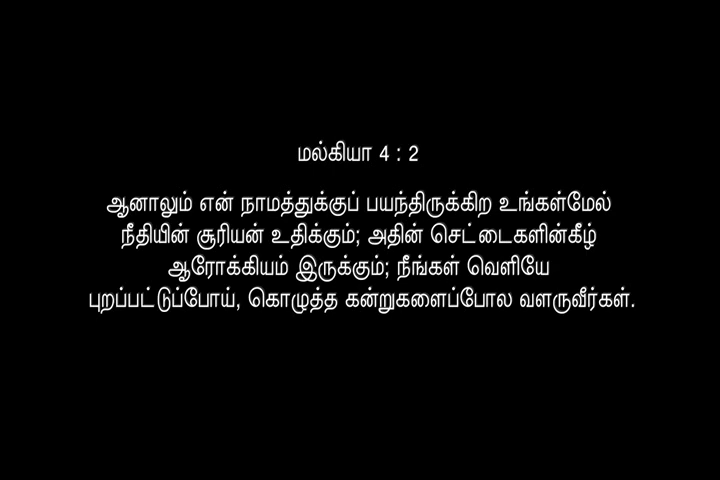 மல்கியா 4 : 2
ஆனாலும் என் நாமத்துக்குப் பயந்திருக்கிற உங்கள்மேல்
நீதியின் சூரியன் உதிக்கும்; அதின் செட்டைகளின்கீழ்
ஆரோக்கியம் இருக்கும்; நீங்கள் வெளியே
புறப்பட்டுப்போய், கொழுத்த கன்றுகளைப்போல வளருவீர்கள்.